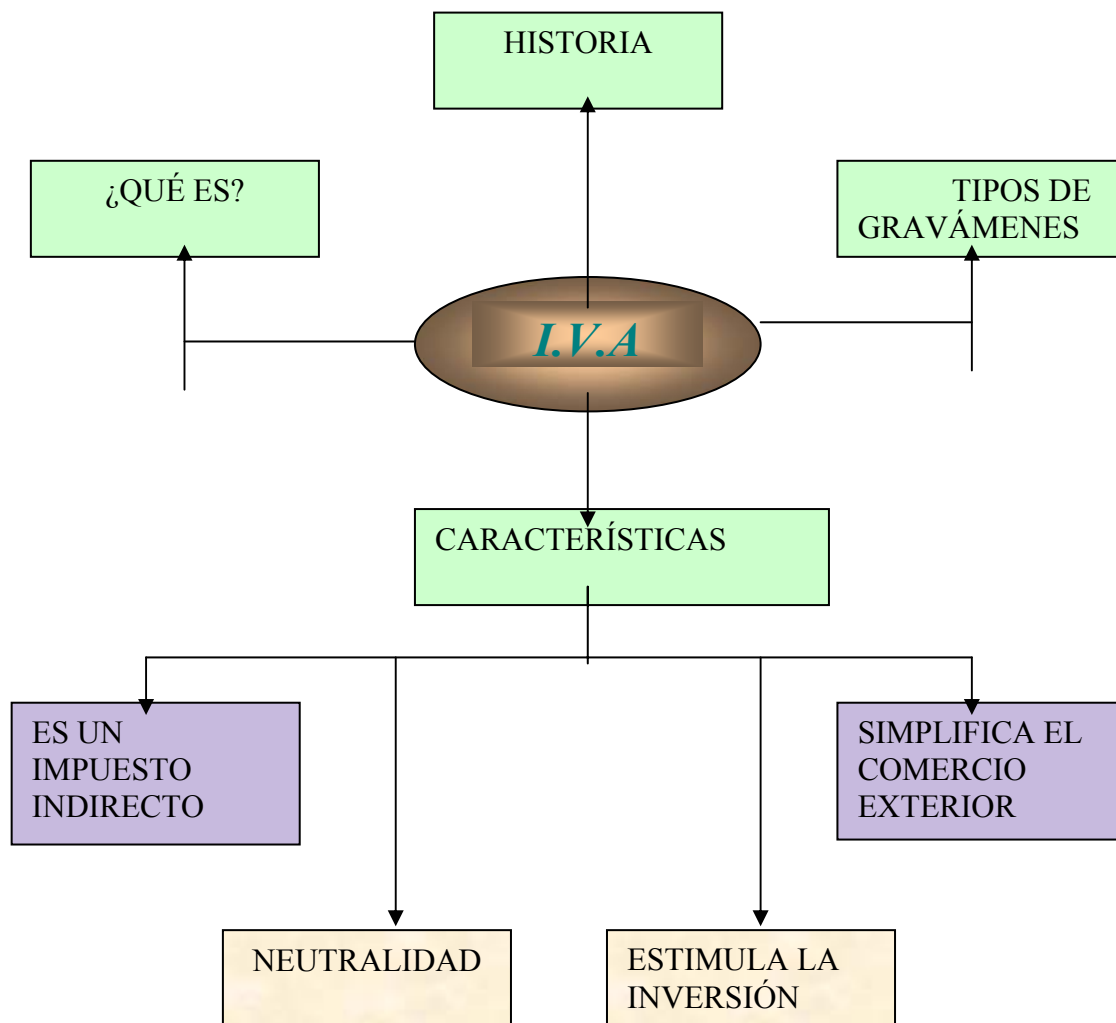 HISTORIA
¿QUÉ ES?
TIPOS DE
GRAVÁMENES
I.V.A
CARACTERÍSTICAS
ES UN
IMPUESTO
INDIRECTO
SIMPLIFICA EL
COMERCIO
EXTERIOR
NEUTRALIDAD
ESTIMULA LA
INVERSIÓN